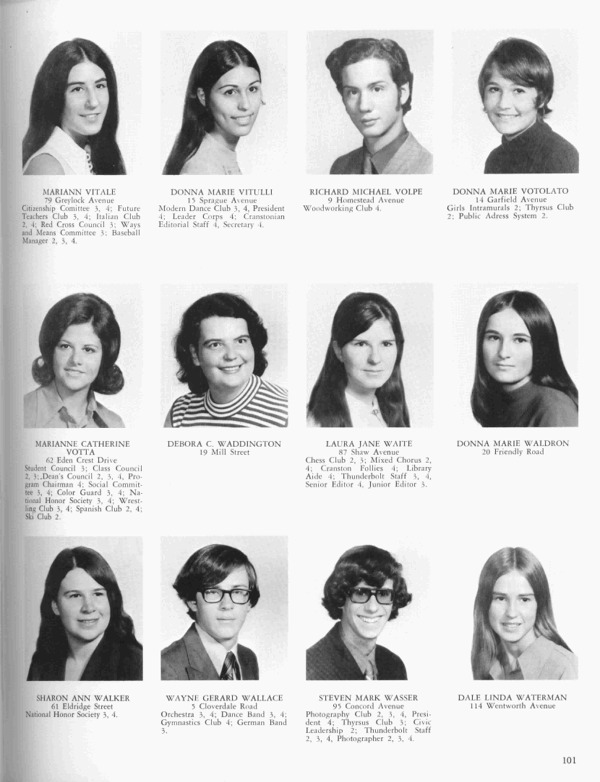 MARIANN VITALE
79 Greylock Avenue
Citizenship Comittee 3, 4; Future
Teachers Club 3, 4; Italian Club
2, 4; Red Cross Council 3; Ways
and Means Committee 3; Baseball
Manager 2, 3, 4.
DONNA MARIE VITULLI
15 Sprague Avenue
Modern Dance Club 3, 4, President
4; Leader Corps 4; Cranstonian
Editorial Staff 4, Secretary 4.
RICHARD MICHAEL VOLPE
9 Homestead Avenue
Woodworking Club 4.
DONNA MARIE VOTOLATO
14 Garfield Avenue
Girls Intramurals 2; Thyrsus Club
2; Public Adress System 2.
MARIANNE CATHERINE
VOTTA
62 Eden Crest Drive
Student Council 3; Class Council
2, 3; Dean's Council 2, 3, 4, Pro-
gram Chairman 4; Social Commit-
tee 3, 4; Color Guard 3, 4; Na-
tional Honor Society 3, 4; Wrest-
ling Club 3, 4; Spanish Club 2, 4;
Ski Club 2.
DEBORA C. WADDINGTON
19 Mill Street
LAURA JANE WAITE
87 Shaw Avenue
Chess Club 2, 3; Mixed Chorus 2,
4; Cranston Follies 4; Library
Aide 4; Thunderbolt Staff 3, 4,
Senior Editor 4, Junior Editor 3.
DONNA MARIE WALDRON
20 Friendly Road
SHARON ANN WALKER
61 Eldridge Street
National Honor Society 3, 4.
WAYNE GERARD WALLACE
5 Cloverdale Road
Orchestra 3, 4; Dance Band 3, 4;
Gymnastics Club 4; German Band
3.
STEVEN MARK WASSER
95 Concord Avenue
Photography Club 2, 3, 4, Presi-
dent 4; Thyrsus Club 3; Civic
Leadership 2; Thunderbolt Staff
2, 3, 4, Photographer 2, 3, 4.
DALE LINDA WATERMAN
114 Wentworth Avenue
101